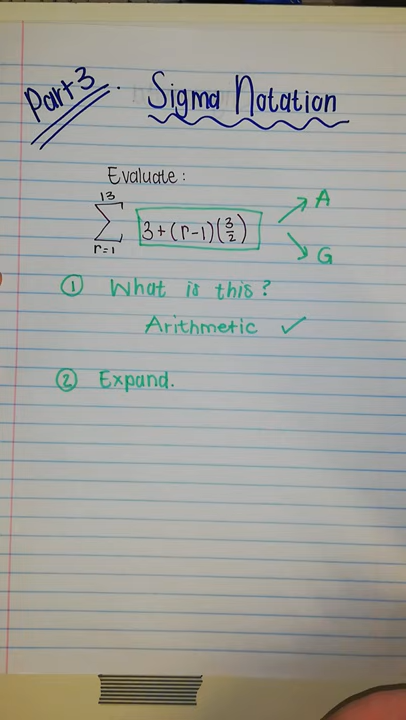 Part 3. Sigma Notation
Evaluate:
13
∑ 3+(r-1)(3/2)
r=1
A
G
① What is this?
Arithmetic ✓
② Expand.